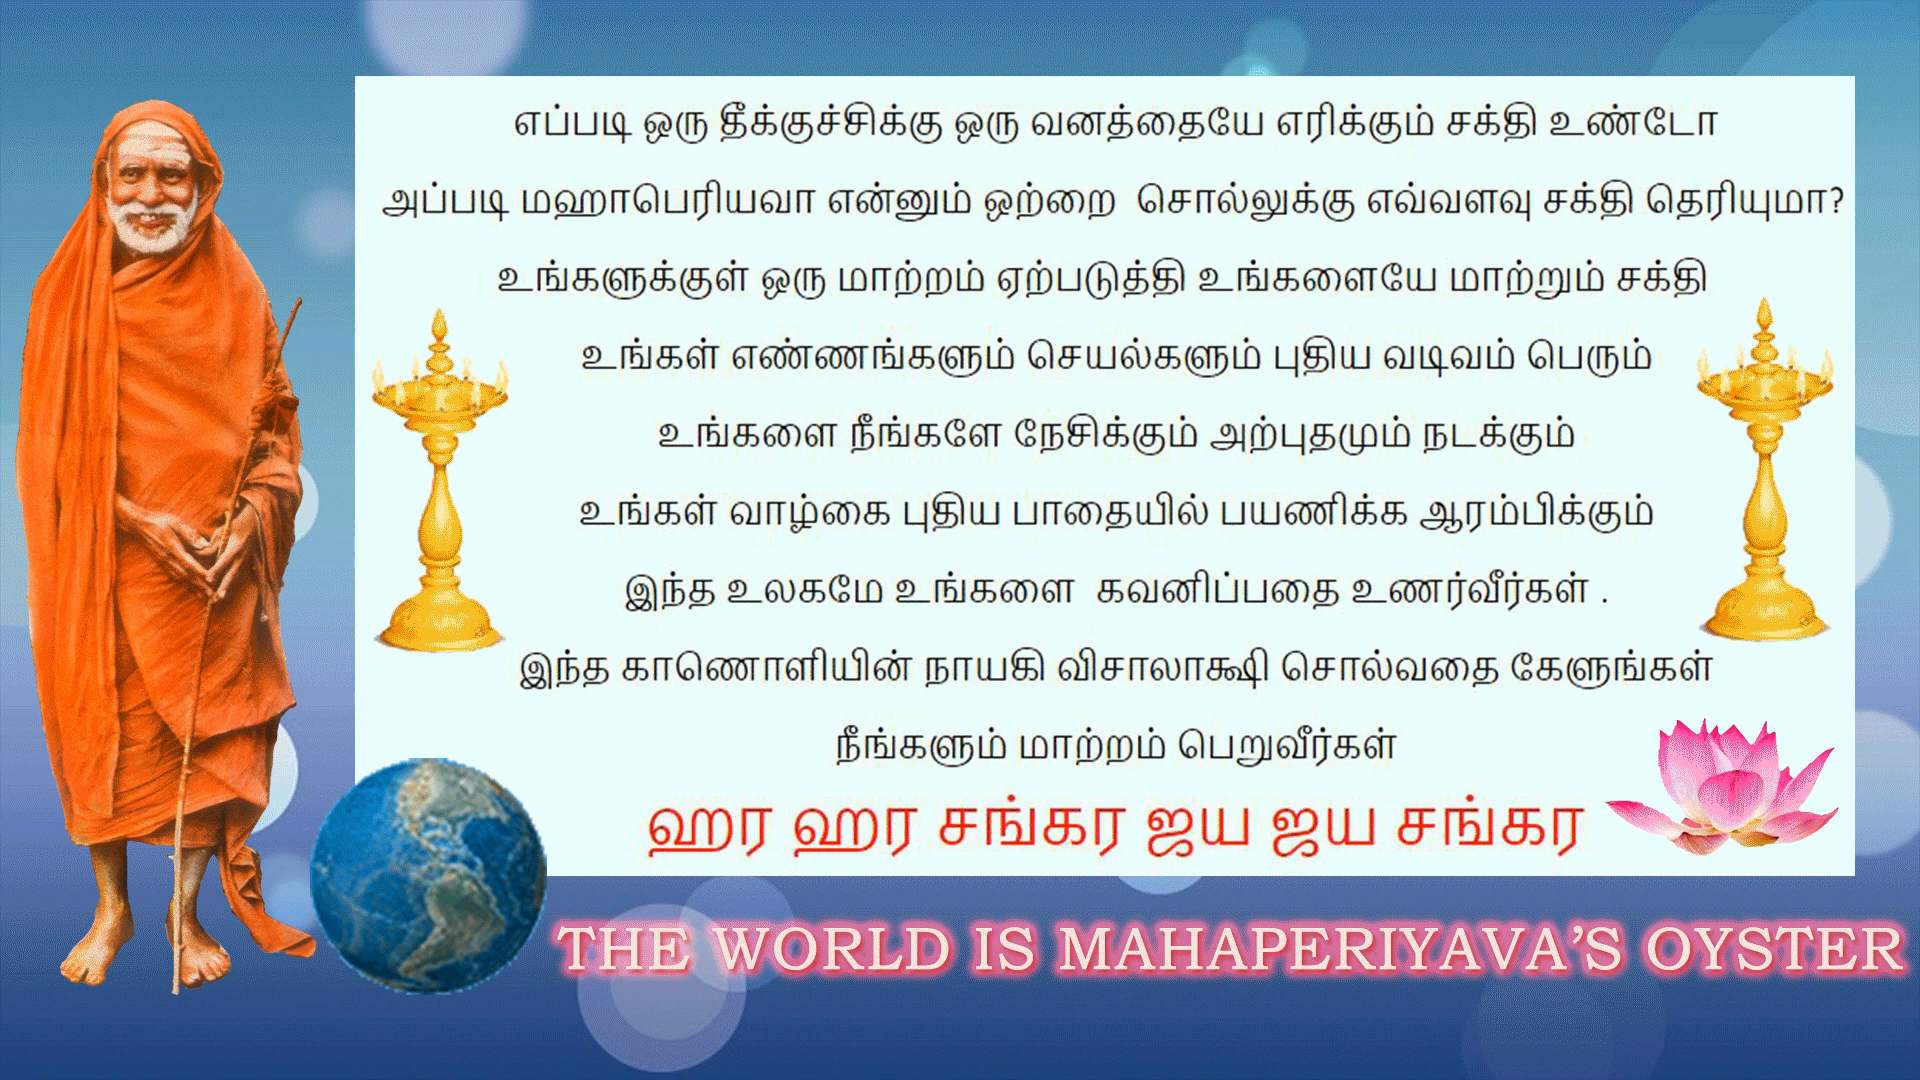 எப்படி ஒரு தீக்குச்சிக்கு ஒரு வனத்தையே எரிக்கும் சக்தி உண்டோ
அப்படி மஹாபெரியவா என்னும் ஒற்றை சொல்லுக்கு எவ்வளவு சக்தி தெரியுமா?
உங்களுக்குள் ஒரு மாற்றம் ஏற்படுத்தி உங்களையே மாற்றும் சக்தி
உங்கள் எண்ணங்களும் செயல்களும் புதிய வடிவம் பெரும்
உங்களை நீங்களே நேசிக்கும் அற்புதமும் நடக்கும்
உங்கள் வாழ்கை புதிய பாதையில் பயணிக்க ஆரம்பிக்கும்
இந்த உலகமே உங்களை கவனிப்பதை உணர்வீர்கள் .
இந்த காணொளியின் நாயகி விசாலாக்ஷி சொல்வதை கேளுங்கள்
நீங்களும் மாற்றம் பெறுவீர்கள்
ஹர ஹர சங்கர ஜய ஜய சங்கர
THE WORLD IS MAHAPERIYAVA’S OYSTER